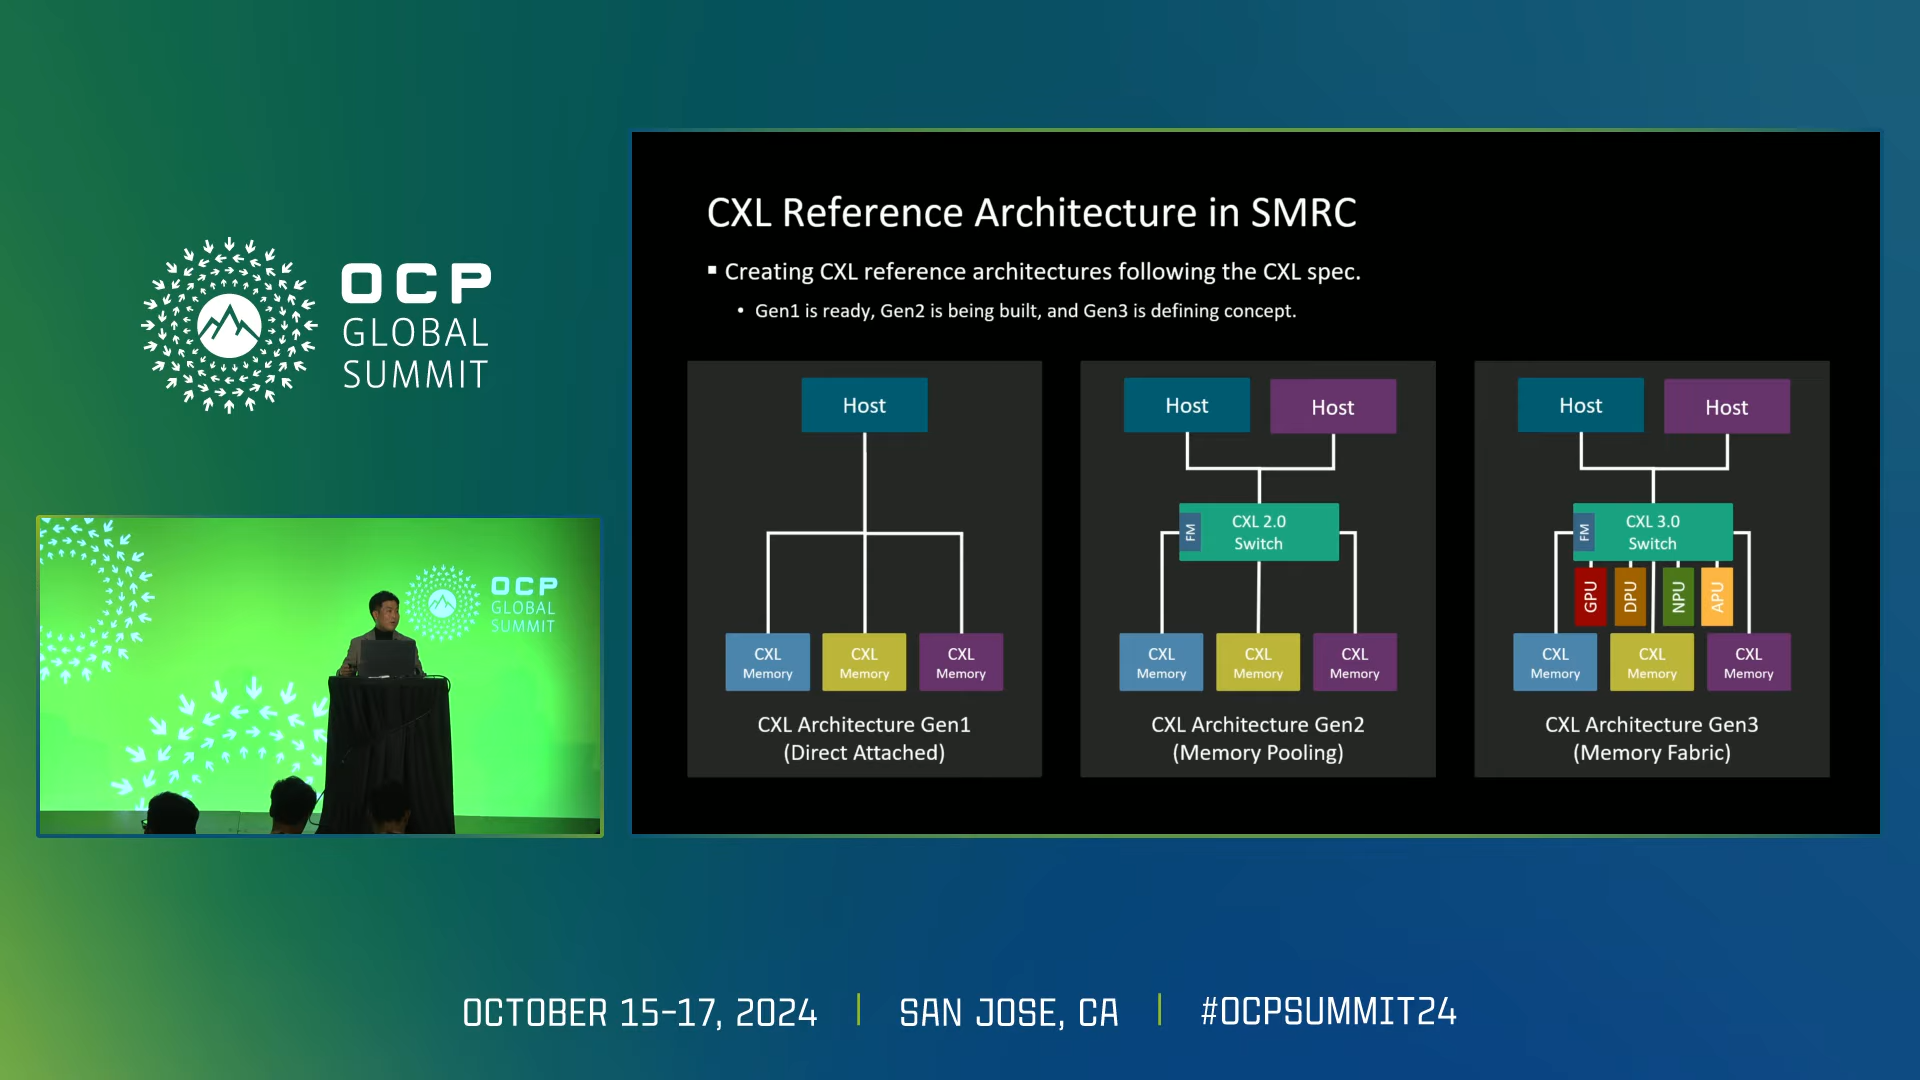 OCP
GLOBAL
SUMMIT
OCP
GLOBAL
SUMMIT
CXL Reference Architecture in SMRC
▪ Creating CXL reference architectures following the CXL spec.
• Gen1 is ready, Gen2 is being built, and Gen3 is defining concept.
Host
CXL
Memory
CXL
Memory
CXL
Memory
CXL Architecture Gen1
(Direct Attached)
Host
Host
FM
CXL 2.0
Switch
CXL
Memory
CXL
Memory
CXL
Memory
CXL Architecture Gen2
(Memory Pooling)
Host
Host
FM
CXL 3.0
Switch
GPU
DPU
NPU
APU
CXL
Memory
CXL
Memory
CXL
Memory
CXL Architecture Gen3
(Memory Fabric)
OCTOBER 15-17, 2024 | SAN JOSE, CA | #OCPSUMMIT24